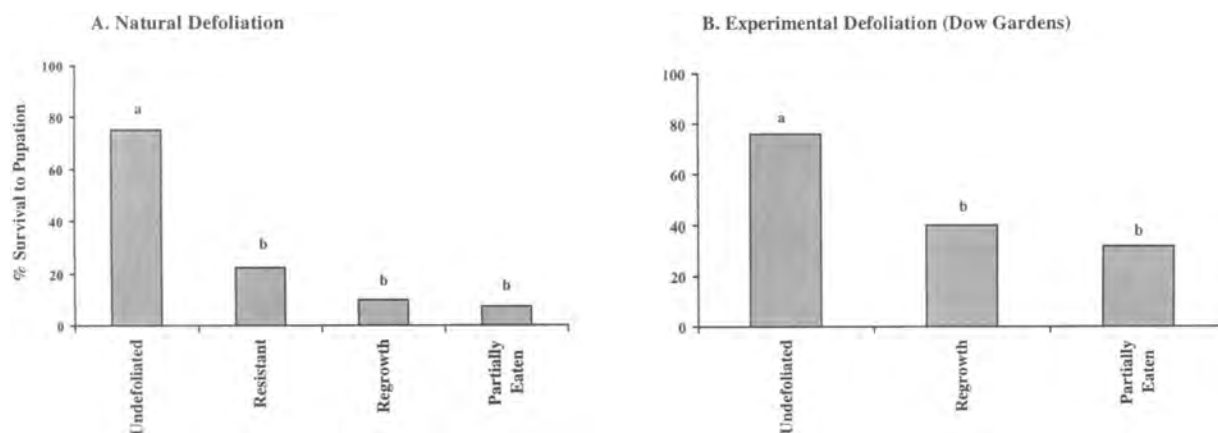 A. Natural Defoliation
% Survival to Pupation
100
80
60
40
20
0
a
b
b
b
Undefoliated
Resistant
Regrowth
Partially
Eaten
B. Experimental Defoliation (Dow Gardens)
100
80
60
40
20
0
a
b
b
Undefoliated
Regrowth
Partially
Eaten